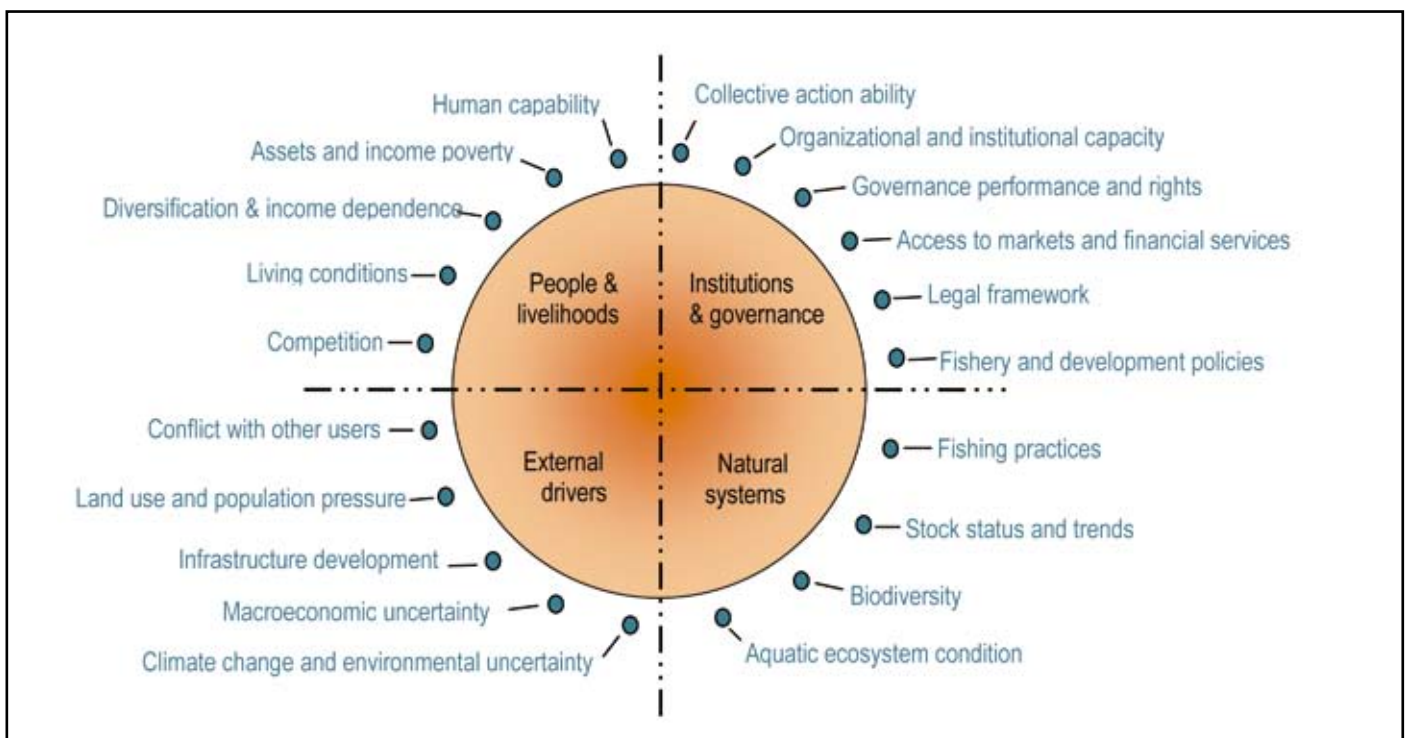 Human capability
Assets and income poverty
Diversification & income dependence
Living conditions
Competition
Collective action ability
Organizational and institutional capacity
Governance performance and rights
Access to markets and financial services
Legal framework
Fishery and development policies
People &
livelihoods
Institutions
& governance
External
drivers
Natural
systems
Conflict with other users
Land use and population pressure
Infrastructure development
Macroeconomic uncertainty
Climate change and environmental uncertainty
Fishing practices
Stock status and trends
Biodiversity
Aquatic ecosystem condition